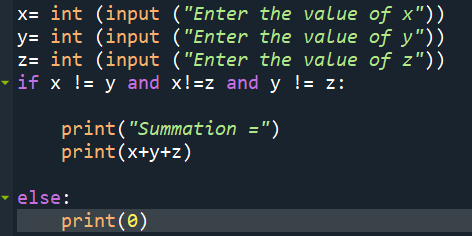 x= int (input ("Enter the value of x"))
y= int (input ("Enter the value of y"))
z= int (input ("Enter the value of z"))
if x != y and x!=z and y != z:
print("Summation =")
print(x+y+z)
else:
print(0)